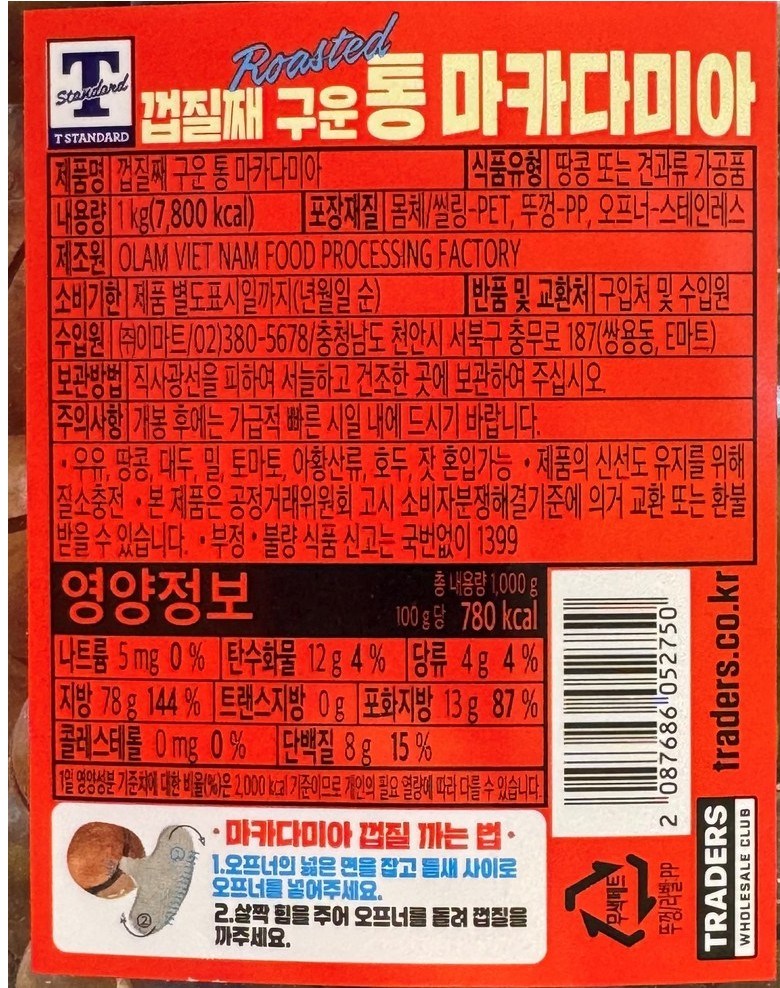 Standard
T STANDARD
Roasted
껍질째 구운 통 마카다미아
제품명 껍질째 구운 통 마카다미아 식품유형 땅콩 또는 견과류 가공품
내용량 1 kg(7,800 kcal) 포장재질 몸체/씰링-PET, 뚜껑-PP, 오프너-스테인레스
제조원 OLAM VIET NAM FOOD PROCESSING FACTORY
소비기한 제품 별도표시일까지(년월일 순) 반품 및 교환처 구입처 및 수입원
수입원 ㈜이마트/02)380-5678/충청남도 천안시 서북구 충무로 187(쌍용동, E마트)
보관방법 직사광선을 피하여 서늘하고 건조한 곳에 보관하여 주십시오.
주의사항 개봉 후에는 가급적 빠른 시일 내에 드시기 바랍니다.
• 우유, 땅콩, 대두, 밀, 토마토, 아황산류, 호두, 잣 혼입가능 • 제품의 신선도 유지를 위해
질소충전 • 본 제품은 공정거래위원회 고시 소비자분쟁해결기준에 의거 교환 또는 환불
받을 수 있습니다. • 부정•불량 식품 신고는 국번없이 1399
영양정보
총 내용량 1,000 g
100 g당 780 kcal
나트륨 5 mg 0 % 탄수화물 12 g 4 % 당류 4 g 4 %
지방 78 g 144 % 트랜스지방 0 g 포화지방 13 g 87 %
콜레스테롤 0 mg 0 % 단백질 8 g 15 %
1일 영양성분 기준치에 대한 비율(%)은 2,000 kcal 기준이므로 개인의 필요 열량에 따라 다를 수 있습니다.
2 087686 052750
traders.co.kr
• 마카다미아 껍질 까는 법 •
1.오프너의 넓은 면을 잡고 틈새 사이로
오프너를 넣어주세요.
2.살짝 힘을 주어 오프너를 돌려 껍질을
까주세요.
①
②
무색페트
뚜껑/라벨:PP
TRADERS
WHOLESALE CLUB